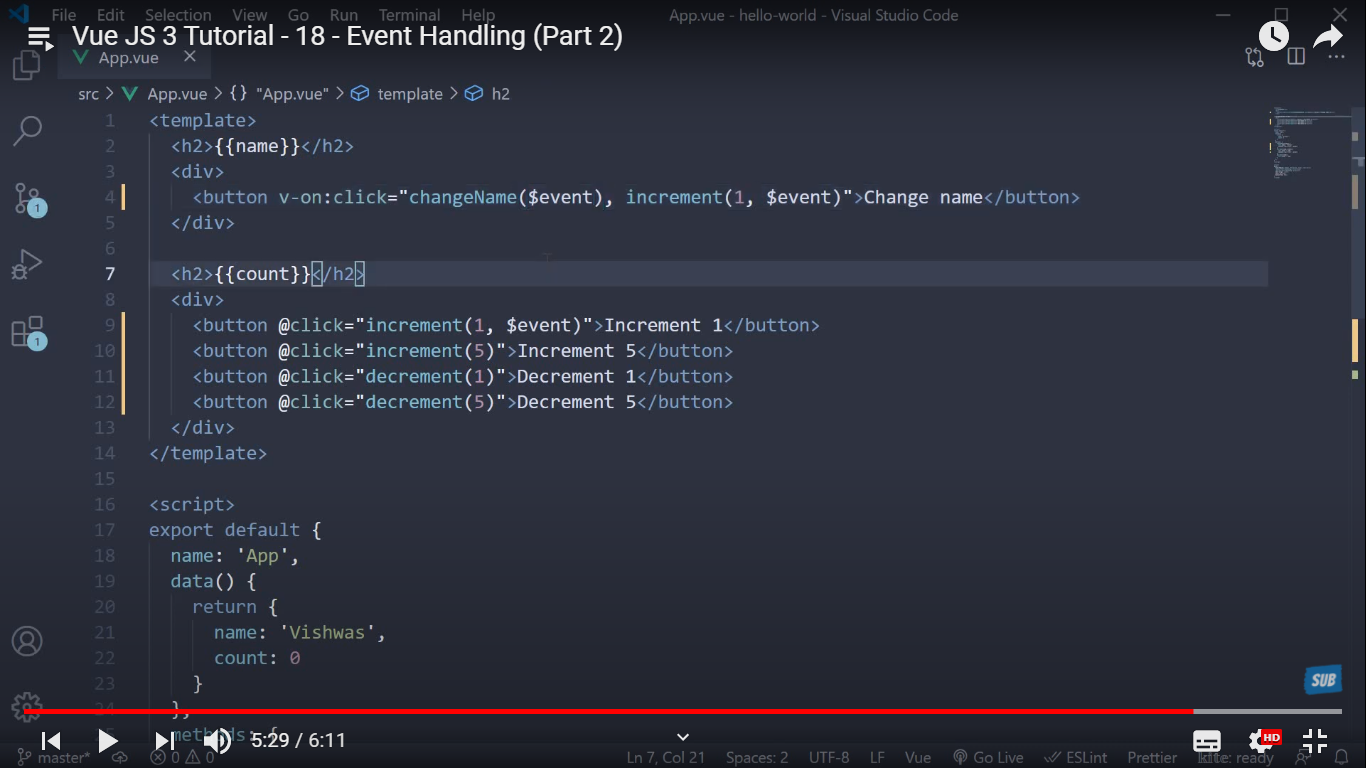 File Edit Selection View Go Run Terminal Help App.vue - hello-world - Visual Studio Code
Vue JS 3 Tutorial - 18 - Event Handling (Part 2)
App.vue
src > App.vue > {} "App.vue" > template > h2
1 <template>
2 <h2>{{name}}</h2>
3 <div>
4 <button v-on:click="changeName($event), increment(1, $event)">Change name</button>
5 </div>
6
7 <h2>{{count}}</h2>
8 <div>
9 <button @click="increment(1, $event)">Increment 1</button>
10 <button @click="increment(5)">Increment 5</button>
11 <button @click="decrement(1)">Decrement 1</button>
12 <button @click="decrement(5)">Decrement 5</button>
13 </div>
14 </template>
15
16 <script>
17 export default {
18 name: 'App',
19 data() {
20 return {
21 name: 'Vishwas',
22 count: 0
23 }
24 },
methods: {
1
1
SUB
5:29 / 6:11
HD
master* 0 0 Ln 7, Col 21 Spaces: 2 UTF-8 LF Vue Go Live ESLint Prettier kite: ready